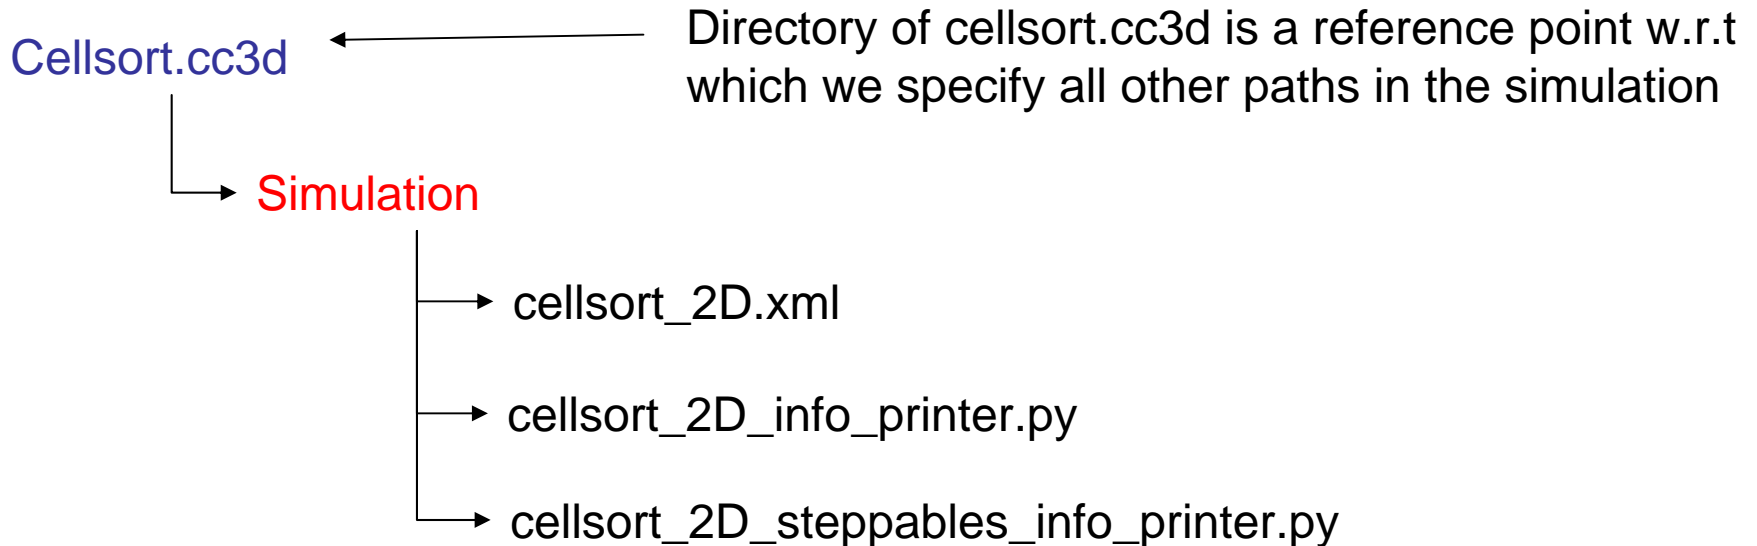 Cellsort.cc3d
Directory of cellsort.cc3d is a reference point w.r.t
which we specify all other paths in the simulation
Simulation
cellsort_2D.xml
cellsort_2D_info_printer.py
cellsort_2D_steppables_info_printer.py